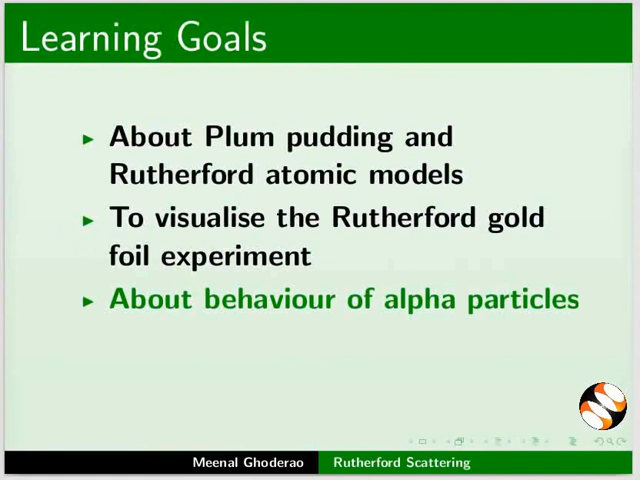 Learning Goals
About Plum pudding and
Rutherford atomic models
To visualise the Rutherford gold
foil experiment
About behaviour of alpha particles
Meenal Ghoderao Rutherford Scattering